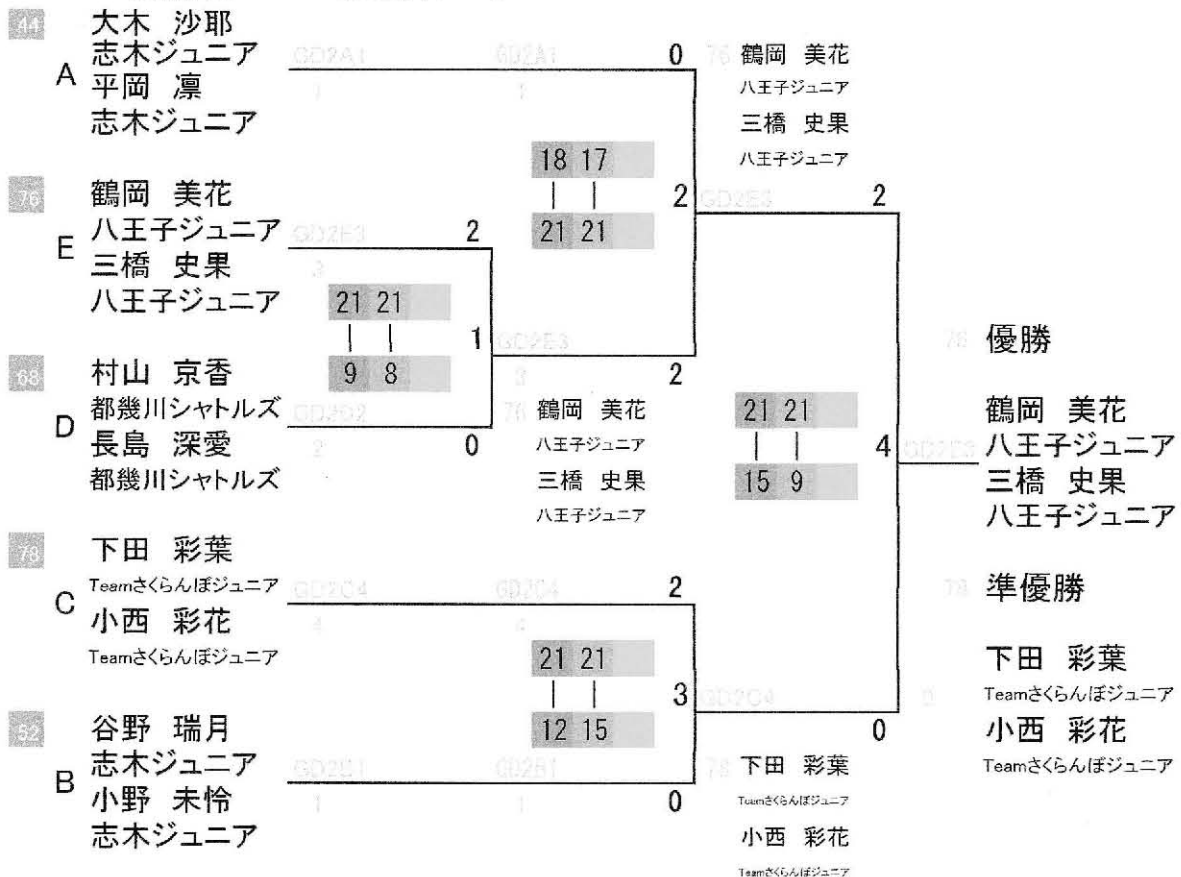 44
大木 沙耶
志木ジュニア
A
平岡 凛
志木ジュニア
GD2A1
1
GD2A1
1
0
76
鶴岡 美花
八王子ジュニア
三橋 史果
八王子ジュニア
18 17
21 21
2
GD2E3
2
76
鶴岡 美花
八王子ジュニア
E
三橋 史果
八王子ジュニア
GD2E3
3
2
21 21
9 8
1
GD2E3
3
2
68
村山 京香
都幾川シャトルズ
D
長島 深愛
都幾川シャトルズ
GD2D2
2
0
76
鶴岡 美花
八王子ジュニア
三橋 史果
八王子ジュニア
21 21
15 9
4
GD2E3
76
優勝
鶴岡 美花
八王子ジュニア
三橋 史果
八王子ジュニア
78
下田 彩葉
Teamさくらんぼジュニア
C
小西 彩花
Teamさくらんぼジュニア
GD2C4
4
GD2C4
4
2
21 21
12 15
3
GD2C4
0
0
78
準優勝
下田 彩葉
Teamさくらんぼジュニア
小西 彩花
Teamさくらんぼジュニア
52
谷野 瑞月
志木ジュニア
B
小野 未怜
志木ジュニア
GD2B1
1
GD2B1
1
0
78
下田 彩葉
Teamさくらんぼジュニア
小西 彩花
Teamさくらんぼジュニア